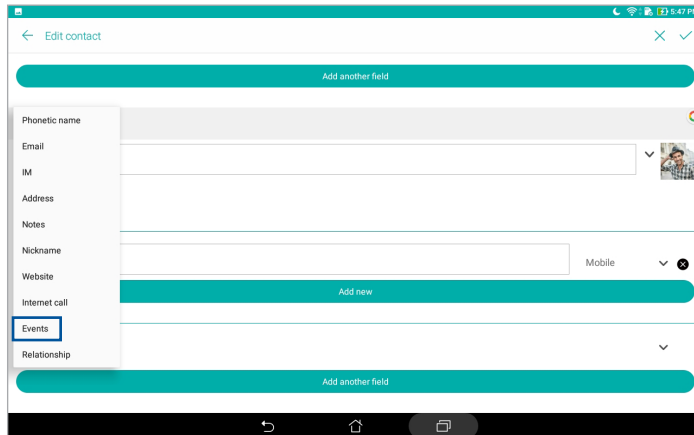 5:47 P
Edit contact
Add another field
Phonetic name
Email
IM
Address
Notes
Nickname
Website
Internet call
Events
Relationship
Mobile
Add new
Add another field